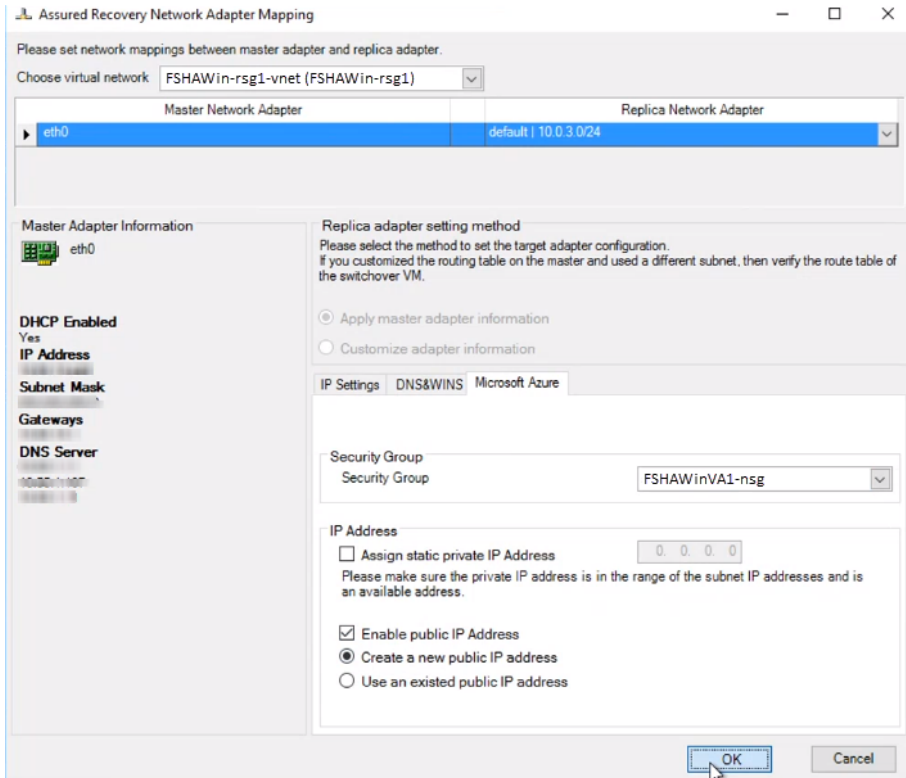 Assured Recovery Network Adapter Mapping
Please set network mappings between master adapter and replica adapter.
Choose virtual network FSHAWin-rsg1-vnet (FSHAWin-rsg1)
Master Network Adapter Replica Network Adapter
eth0 default | 10.0.3.0/24
Master Adapter Information
eth0
DHCP Enabled
Yes
IP Address
Subnet Mask
Gateways
DNS Server
Replica adapter setting method
Please select the method to set the target adapter configuration.
If you customized the routing table on the master and used a different subnet, then verify the route table of
the switchover VM.
Apply master adapter information
Customize adapter information
IP Settings DNS&WINS Microsoft Azure
Security Group
Security Group FSHAWinVA1-nsg
IP Address
Assign static private IP Address 0. 0. 0. 0
Please make sure the private IP address is in the range of the subnet IP addresses and is
an available address.
Enable public IP Address
Create a new public IP address
Use an existed public IP address
OK Cancel